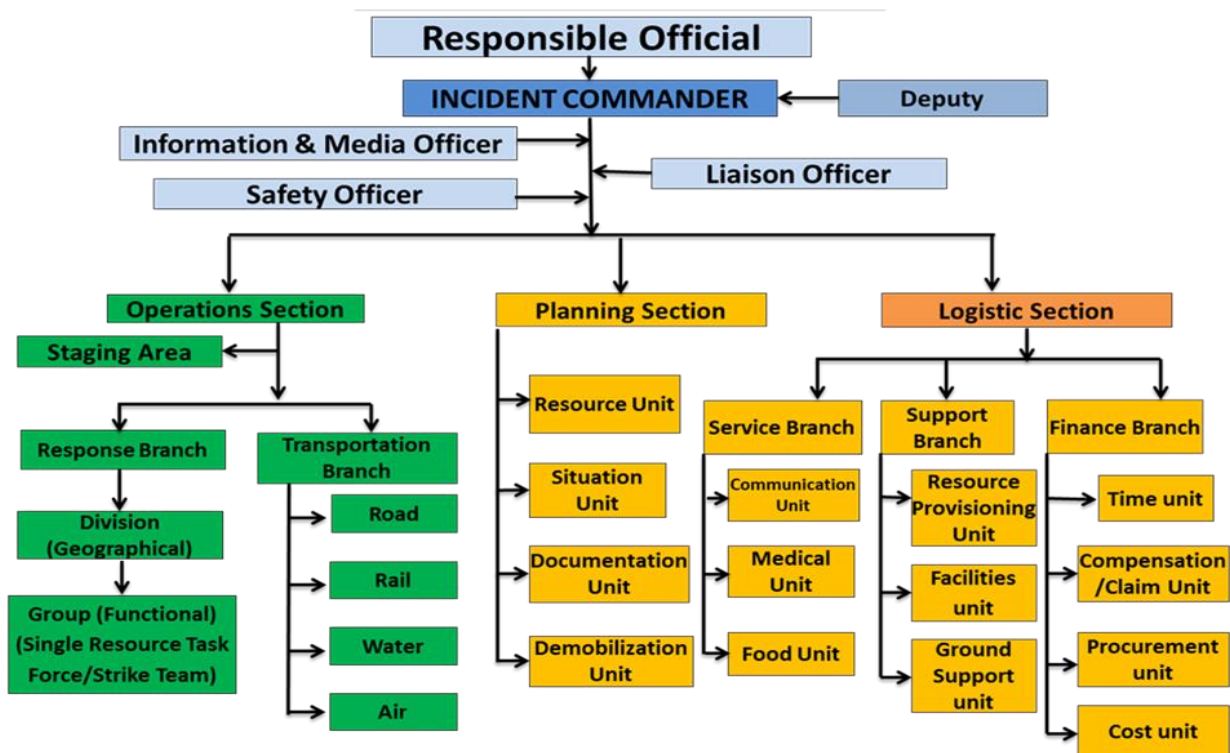 Responsible Official
INCIDENT COMMANDER
Deputy
Information & Media Officer
Liaison Officer
Safety Officer
Operations Section
Planning Section
Logistic Section
Staging Area
Response Branch
Transportation
Branch
Division
(Geographical)
Group (Functional)
(Single Resource Task
Force/Strike Team)
Road
Rail
Water
Air
Resource Unit
Situation
Unit
Documentation
Unit
Demobilization
Unit
Service Branch
Communication
Unit
Medical
Unit
Food Unit
Support
Branch
Resource
Provisioning
Unit
Facilities
unit
Ground
Support
unit
Finance Branch
Time unit
Compensation
/Claim Unit
Procurement
unit
Cost unit